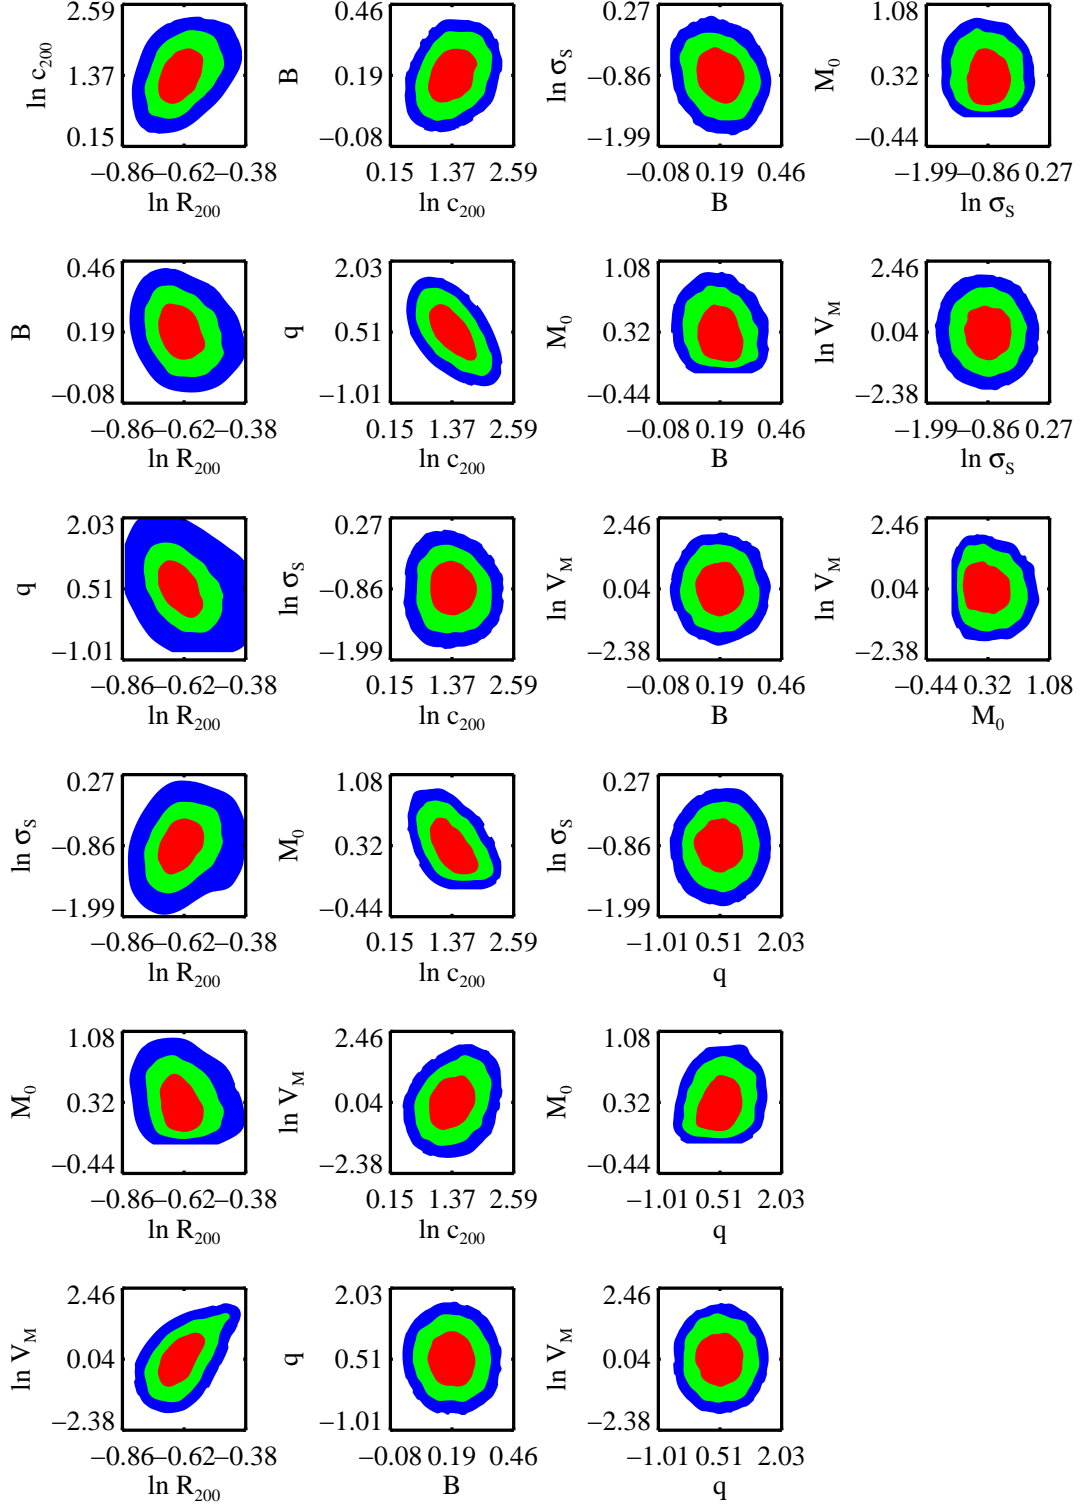 2.59 0.46 0.27 1.08
ln c200 B ln σS M0
1.37 0.19 −0.86 0.32
0.15 −0.08 −1.99 −0.44
−0.86 −0.62 −0.38 0.15 1.37 2.59 −0.08 0.19 0.46 −1.99 −0.86 0.27
ln R200 ln c200 B ln σS
0.46 2.03 1.08 2.46
B q M0 ln VM
0.19 0.51 0.32 0.04
−0.08 −1.01 −0.44 −2.38
−0.86 −0.62 −0.38 0.15 1.37 2.59 −0.08 0.19 0.46 −1.99 −0.86 0.27
ln R200 ln c200 B ln σS
2.03 0.27 2.46 2.46
q ln σS ln VM ln VM
0.51 −0.86 0.04 0.04
−1.01 −1.99 −2.38 −2.38
−0.86 −0.62 −0.38 0.15 1.37 2.59 −0.08 0.19 0.46 −0.44 0.32 1.08
ln R200 ln c200 B M0
0.27 1.08 0.27
ln σS M0 ln σS
−0.86 0.32 −0.86
−1.99 −0.44 −1.99
−0.86 −0.62 −0.38 0.15 1.37 2.59 −1.01 0.51 2.03
ln R200 ln c200 q
1.08 2.46 1.08
M0 ln VM M0
0.32 0.04 0.32
−0.44 −2.38 −0.44
−0.86 −0.62 −0.38 0.15 1.37 2.59 −1.01 0.51 2.03
ln R200 ln c200 q
2.46 2.03 2.46
ln VM q ln VM
0.04 0.51 0.04
−2.38 −1.01 −2.38
−0.86 −0.62 −0.38 −0.08 0.19 0.46 −1.01 0.51 2.03
ln R200 B q